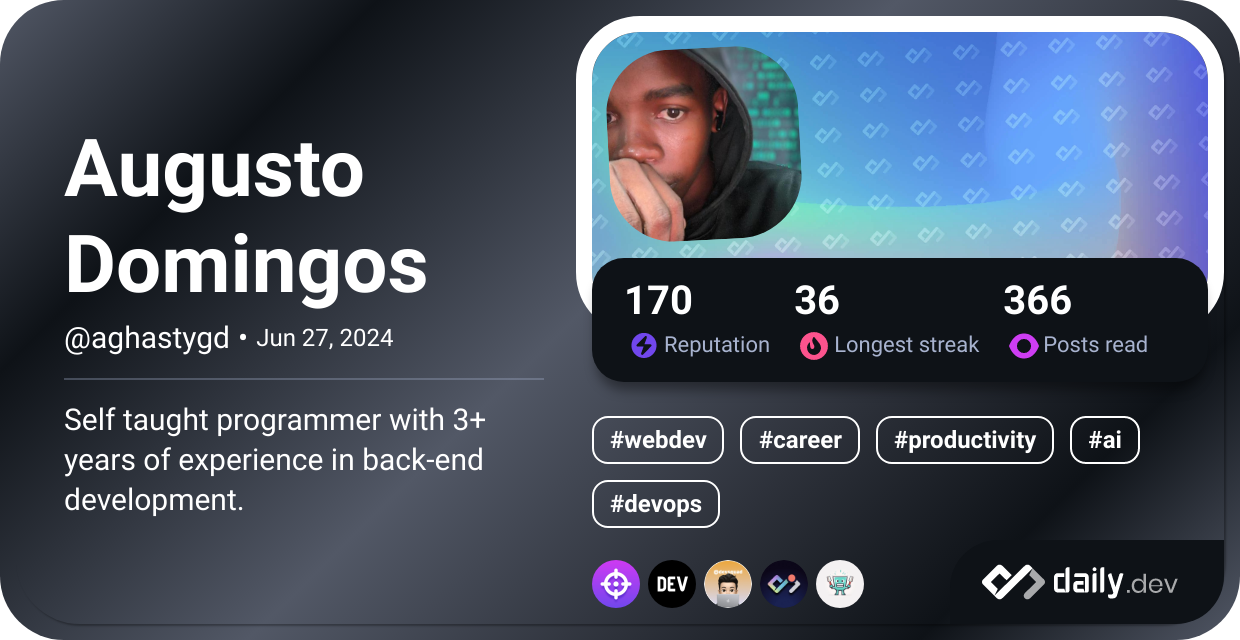 Augusto
Domingos
@aghastygd • Jun 27, 2024
Self taught programmer with 3+
years of experience in back-end
development.
170 36 366
Reputation Longest streak Posts read
#webdev #career #productivity #ai
#devops
DEV
daily.dev